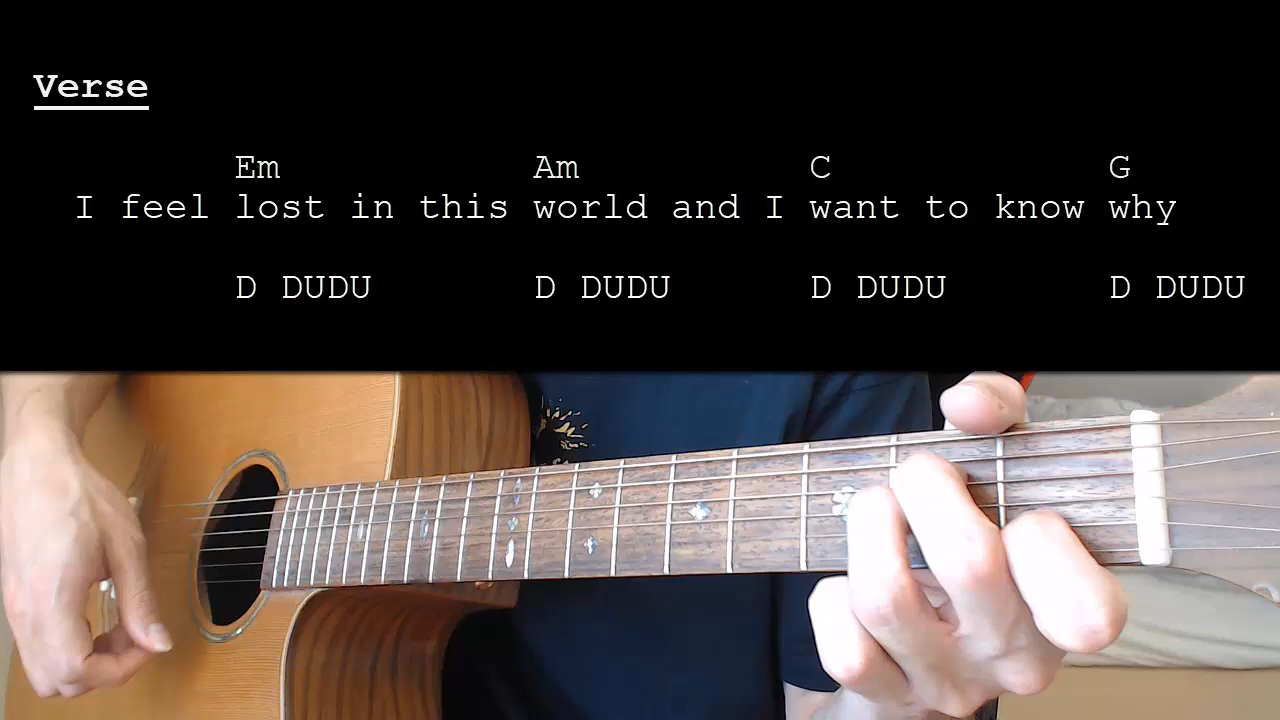 Verse
Em Am C G
I feel lost in this world and I want to know why
D DUDU D DUDU D DUDU D DUDU